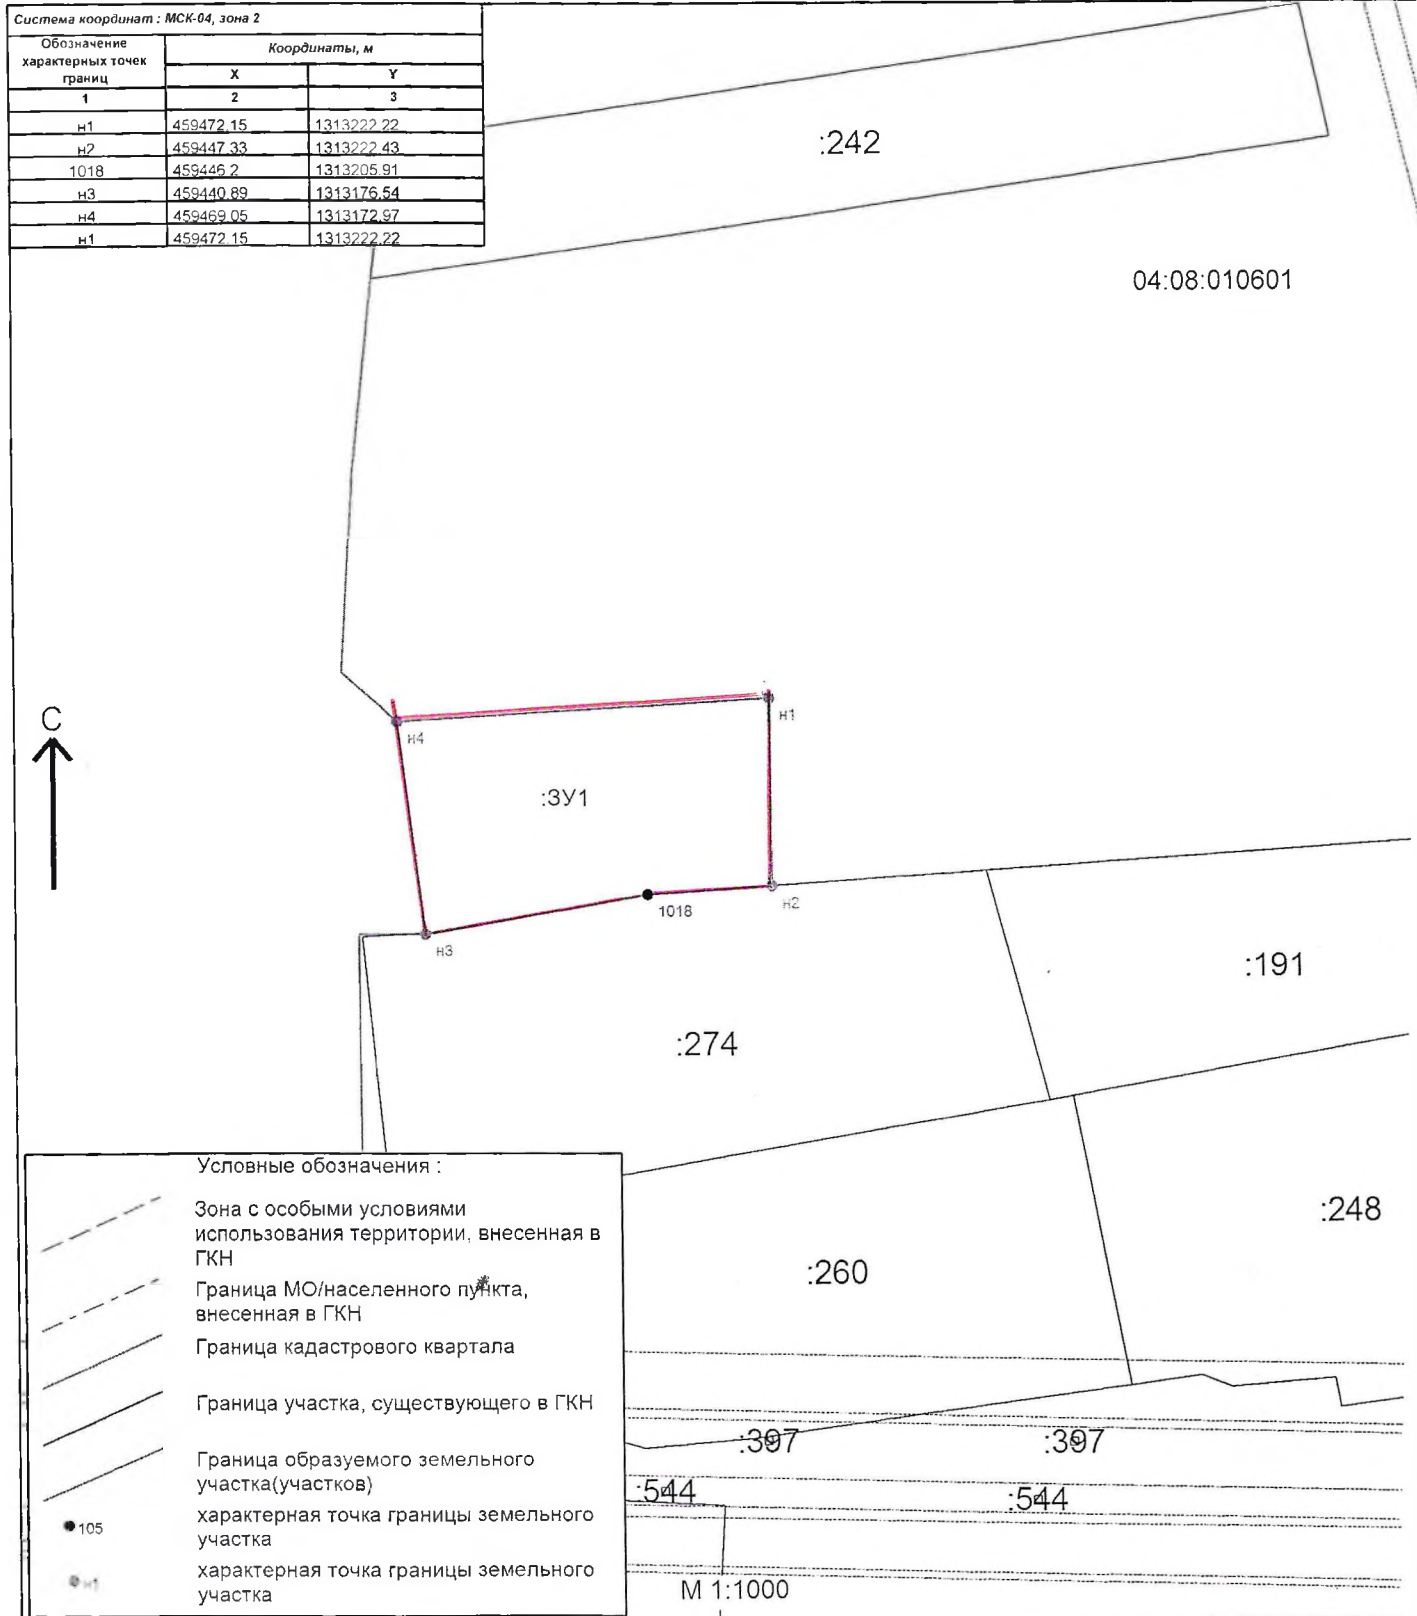 Система координат : МСК-04, зона 2
Обозначение характерных точек границ
Координаты, м
X Y
1 2 3
н1 459472.15 1313222.22
н2 459447.33 1313222.43
1018 459446.2 1313205.91
н3 459440.89 1313176.54
н4 459469.05 1313172.97
н1 459472.15 1313222.22
:242
04:08:010601
С
н1
н4
:ЗУ1
н2
1018
н3
:191
:274
:248
:260
:397 :397
:544 :544
М 1:1000
Условные обозначения :
Зона с особыми условиями
использования территории, внесенная в
ГКН
Граница МО/населенного пункта,
внесенная в ГКН
Граница кадастрового квартала
Граница участка, существующего в ГКН
Граница образуемого земельного
участка(участков)
105 характерная точка границы земельного
участка
н1 характерная точка границы земельного
участка